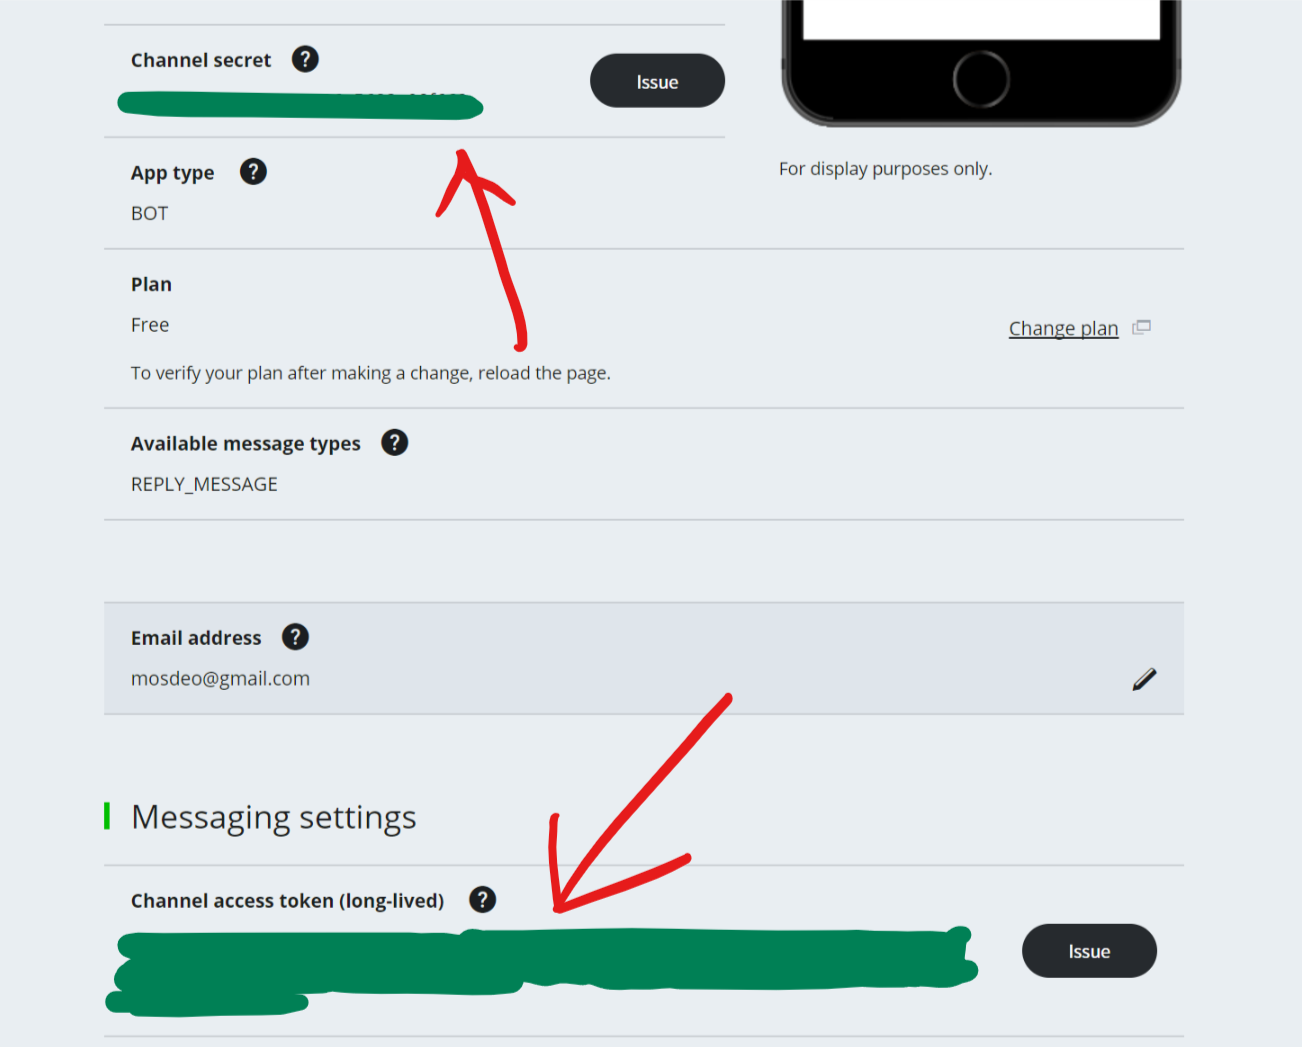 Channel secret ?
Issue
For display purposes only.
App type ?
BOT
Plan
Free
Change plan
To verify your plan after making a change, reload the page.
Available message types ?
REPLY_MESSAGE
Email address ?
mosdeo@gmail.com
Messaging settings
Channel access token (long-lived) ?
Issue